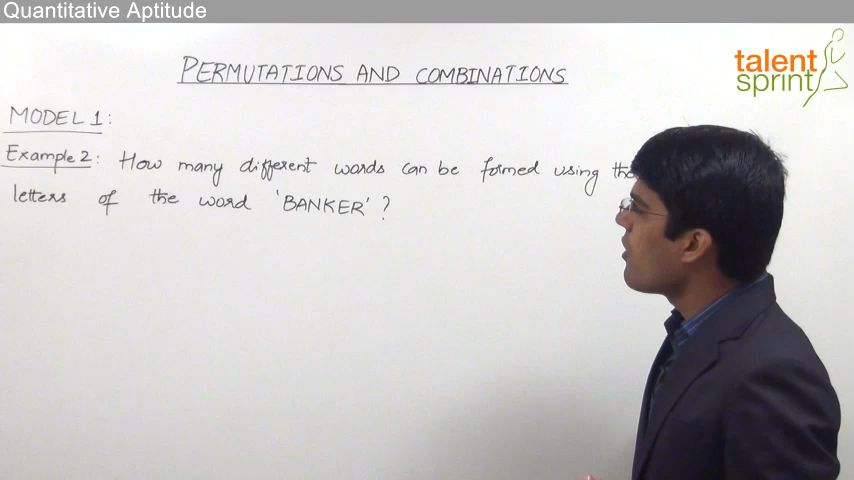 Quantitative Aptitude
talent
sprint
PERMUTATIONS AND COMBINATIONS
MODEL 1:
Example 2: How many different words can be formed using the
letters of the word 'BANKER' ?